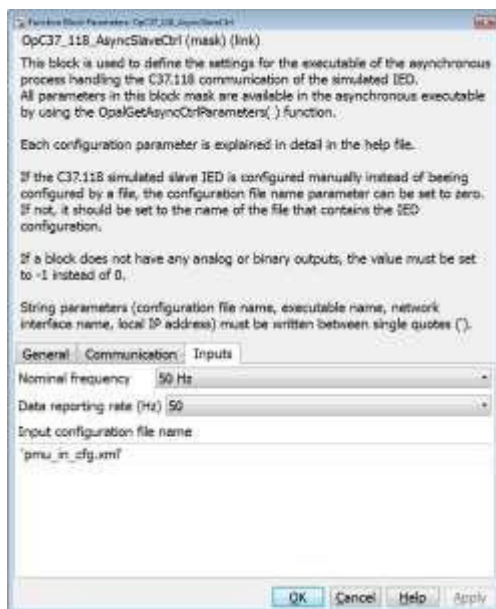 Function Block Parameters: OpC37_118_AsyncSlaveCtrl
OpC37_118_AsyncSlaveCtrl (mask) (link)
This block is used to define the settings for the executable of the asynchronous
process handling the C37.118 communication of the simulated IED.
All parameters in this block mask are available in the asynchronous executable
by using the OpalGetAsyncCtrlParameters( ) function.
Each configuration parameter is explained in detail in the help file.
If the C37.118 simulated slave IED is configured manually instead of beeing
configured by a file, the configuration file name parameter can be set to zero.
If not, it should be set to the name of the file that contains the IED
configuration.
If a block does not have any analog or binary outputs, the value must be set
to -1 instead of 0.
String parameters (configuration file name, executable name, network
interface name, local IP address) must be written between single quotes (').
General Communication Inputs
Nominal frequency 50 Hz
Data reporting rate (Hz) 50
Input configuration file name
'pmu_in_cfg.xml'
OK Cancel Help Apply